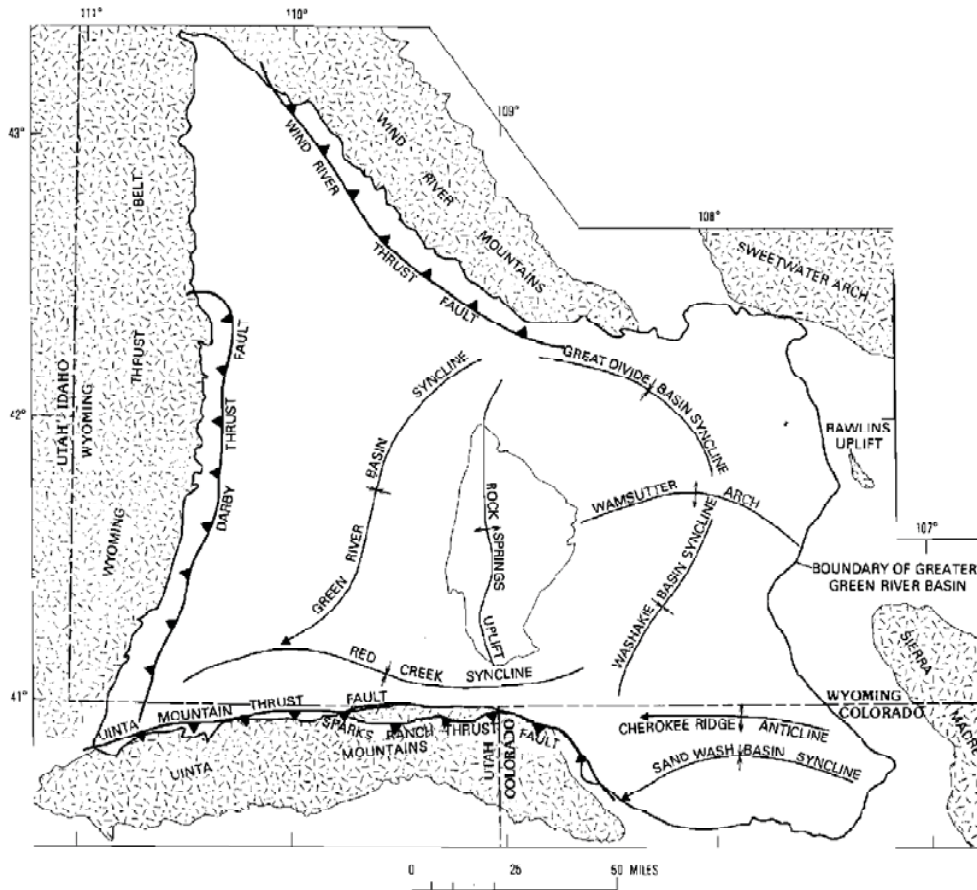 111°
110°
109°
108°
107°
43°
42°
41°
WIND RIVER MOUNTAINS
WIND RIVER THRUST FAULT
SWEETWATER ARCH
WYOMING THRUST BELT
DARBY THRUST FAULT
UTAH IDAHO
WYOMING
GREEN RIVER BASIN SYNCLINE
GREAT DIVIDE BASIN SYNCLINE
RAWLINS
UPLIFT
ROCK SPRINGS UPLIFT
WAMSUTTER ARCH
WASHAKIE BASIN SYNCLINE
BOUNDARY OF GREATER
GREEN RIVER BASIN
RED CREEK SYNCLINE
SIERRA MADRE
WYOMING
COLORADO
UINTA MOUNTAIN THRUST FAULT
SPARKS RANCH THRUST FAULT
UINTA MOUNTAINS
UTAH
COLORADO
CHEROKEE RIDGE ANTICLINE
SAND WASH BASIN SYNCLINE
0 25 50 MILES